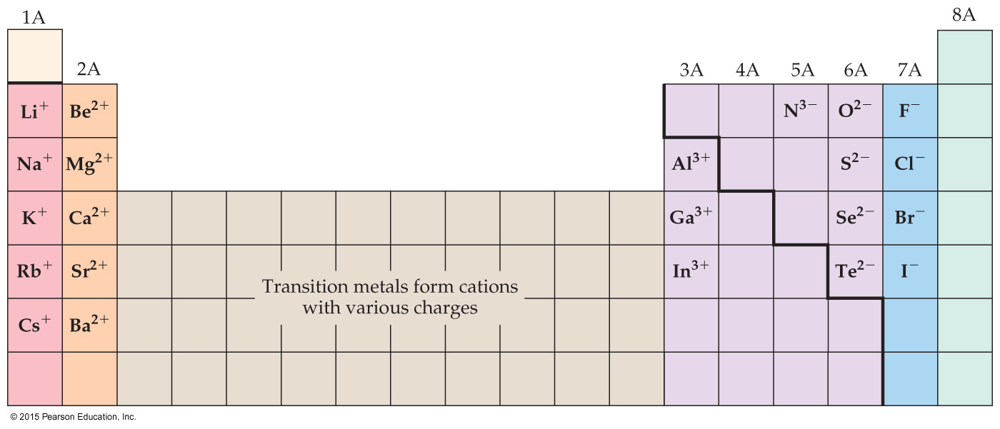 1A 8A
2A 3A 4A 5A 6A 7A
Li⁺ Be²⁺ N³⁻ O²⁻ F⁻
Na⁺ Mg²⁺ Al³⁺ S²⁻ Cl⁻
K⁺ Ca²⁺ Ga³⁺ Se²⁻ Br⁻
Rb⁺ Sr²⁺ In³⁺ Te²⁻ I⁻
Transition metals form cations
with various charges
Cs⁺ Ba²⁺
© 2015 Pearson Education, Inc.